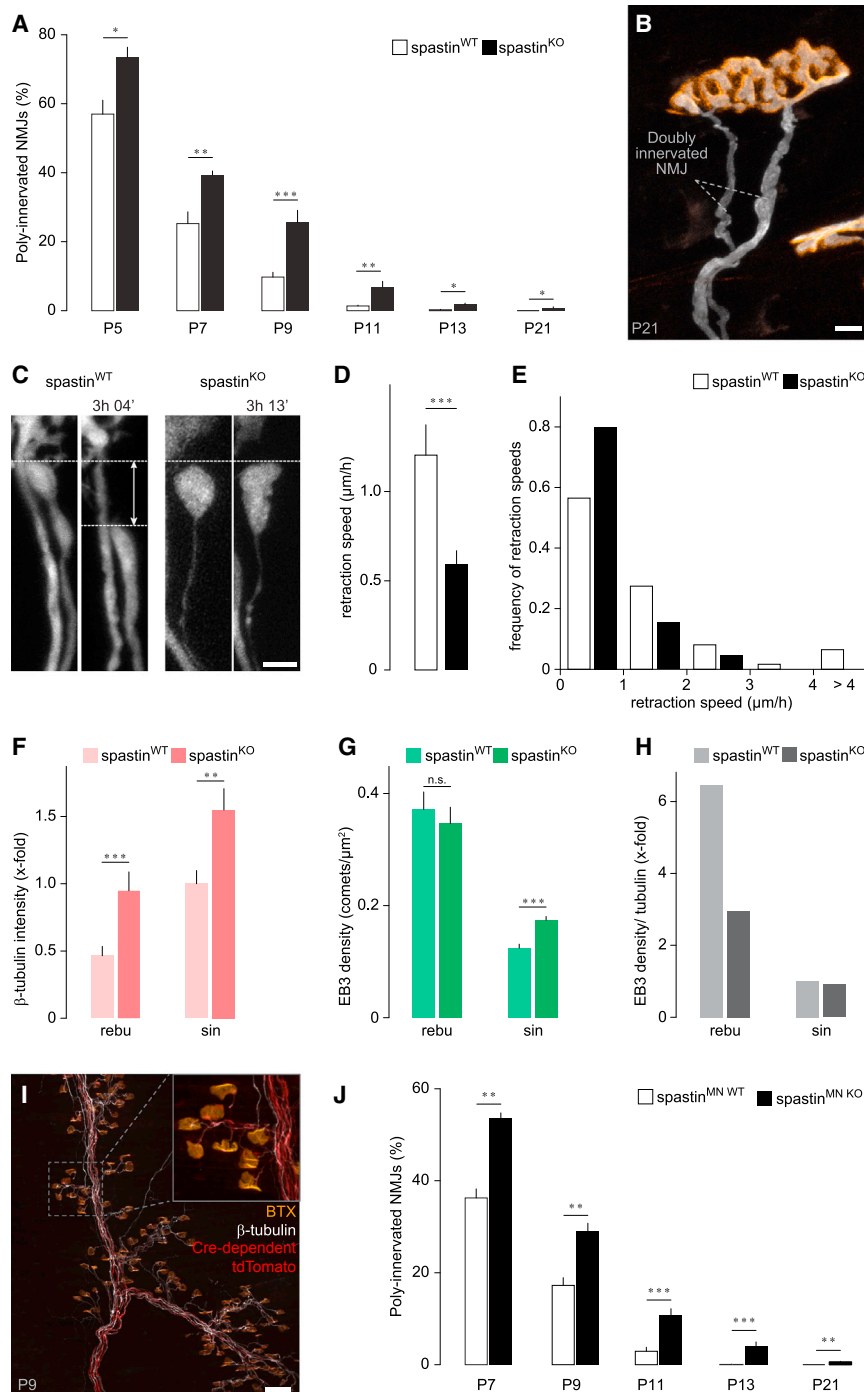 A
80
60
40
20
0
Poly-innervated NMJs (%)
spastinWT spastinKO
*
**
***
**
*
*
P5 P7 P9 P11 P13 P21
B
Doubly
innervated
NMJ
P21
C
spastinWT spastinKO
3h 04' 3h 13'
D
***
1.0
0.5
0
retraction speed (µm/h)
E
spastinWT spastinKO
0.8
0.6
0.4
0.2
0
frequency of retraction speeds
0 1 2 3 4 > 4
retraction speed (µm/h)
F
spastinWT spastinKO
1.5
1.0
0.5
0
β-tubulin intensity (x-fold)
***
**
rebu sin
G
spastinWT spastinKO
0.4
0.2
0
EB3 density (comets/µm2)
n.s.
***
rebu sin
H
spastinWT spastinKO
6
4
2
0
EB3 density/ tubulin (x-fold)
rebu sin
I
BTX
β-tubulin
Cre-dependent
tdTomato
P9
J
60
40
20
0
Poly-innervated NMJs (%)
spastinMN WT spastinMN KO
**
**
***
***
**
P7 P9 P11 P13 P21